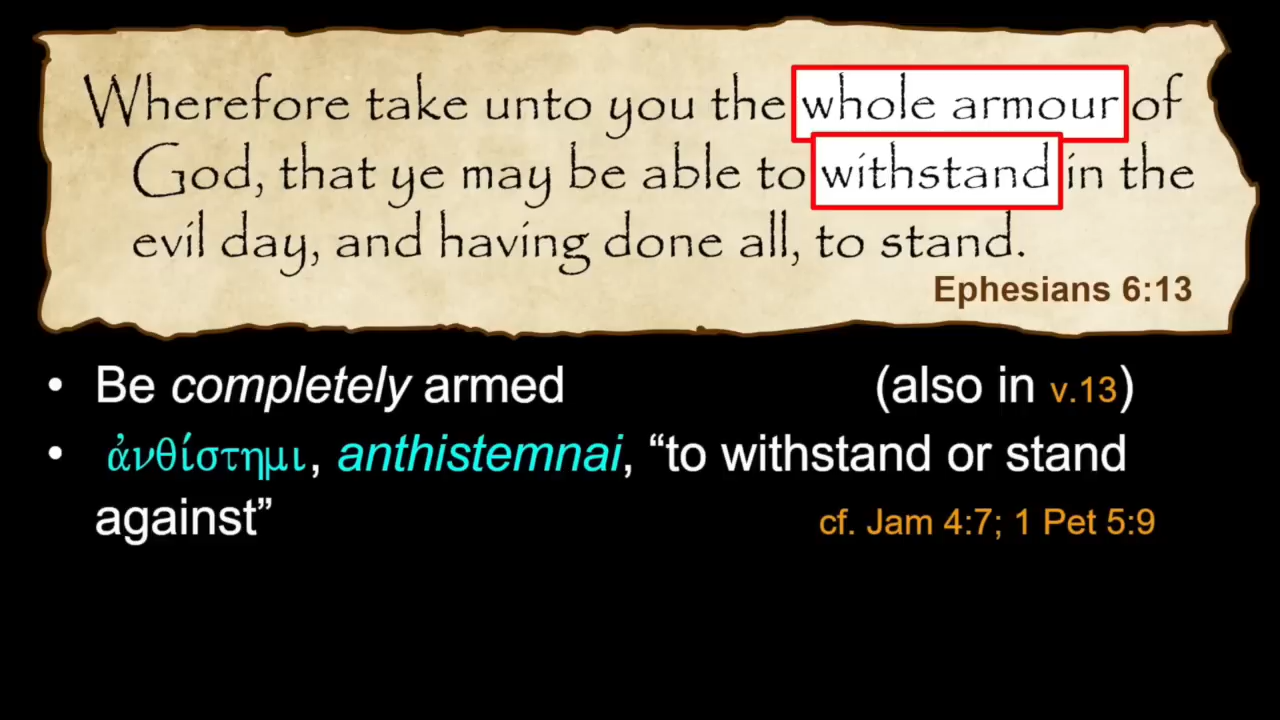 Wherefore take unto you the whole armour of
God, that ye may be able to withstand in the
evil day, and having done all, to stand.
Ephesians 6:13
• Be completely armed (also in v.13)
• ἀνθίστημι, anthistemnai, “to withstand or stand
against” cf. Jam 4:7; 1 Pet 5:9